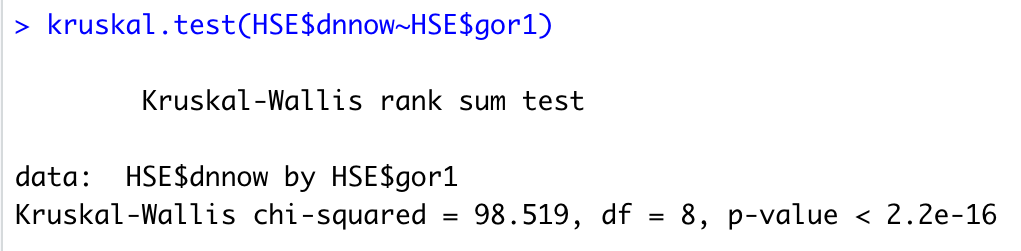 > kruskal.test(HSE$dnnow~HSE$gor1)
Kruskal-Wallis rank sum test
data:  HSE$dnnow by HSE$gor1
Kruskal-Wallis chi-squared = 98.519, df = 8, p-value < 2.2e-16